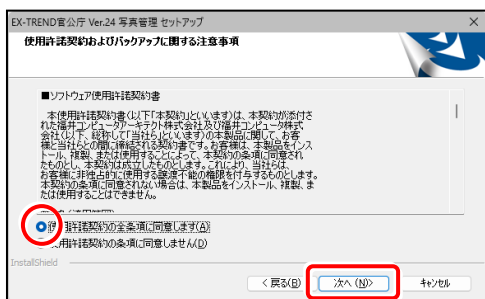 EX-TREND官公庁 Ver.24 写真管理 セットアップ
使用許諾契約およびバックアップに関する注意事項
■ソフトウェア使用許諾契約書
本使用許諾契約書(以下「本契約」といいます)は、本契約が添付さ
れた福井コンピュータアーキテクト株式会社及び福井コンピュータ株式
会社(以下、総称して「当社」といいます)の本製品に関して、お客
様と当社との間に締結される契約書です。お客様は、本製品をインス
トール、複製、または使用することによって、本契約の条項に同意され
たものとし、本契約は成立したものとします。これにより、当社は、
お客様に非独占的に使用する譲渡不能の権限を付与するものとします。
本契約の条項に同意されない場合は、本製品をインストール、複製、ま
たは使用することはできません。
使用許諾契約の全条項に同意します(A)
使用許諾契約の条項に同意しません(D)
InstallShield
< 戻る(B)
次へ (N)>
キャンセル